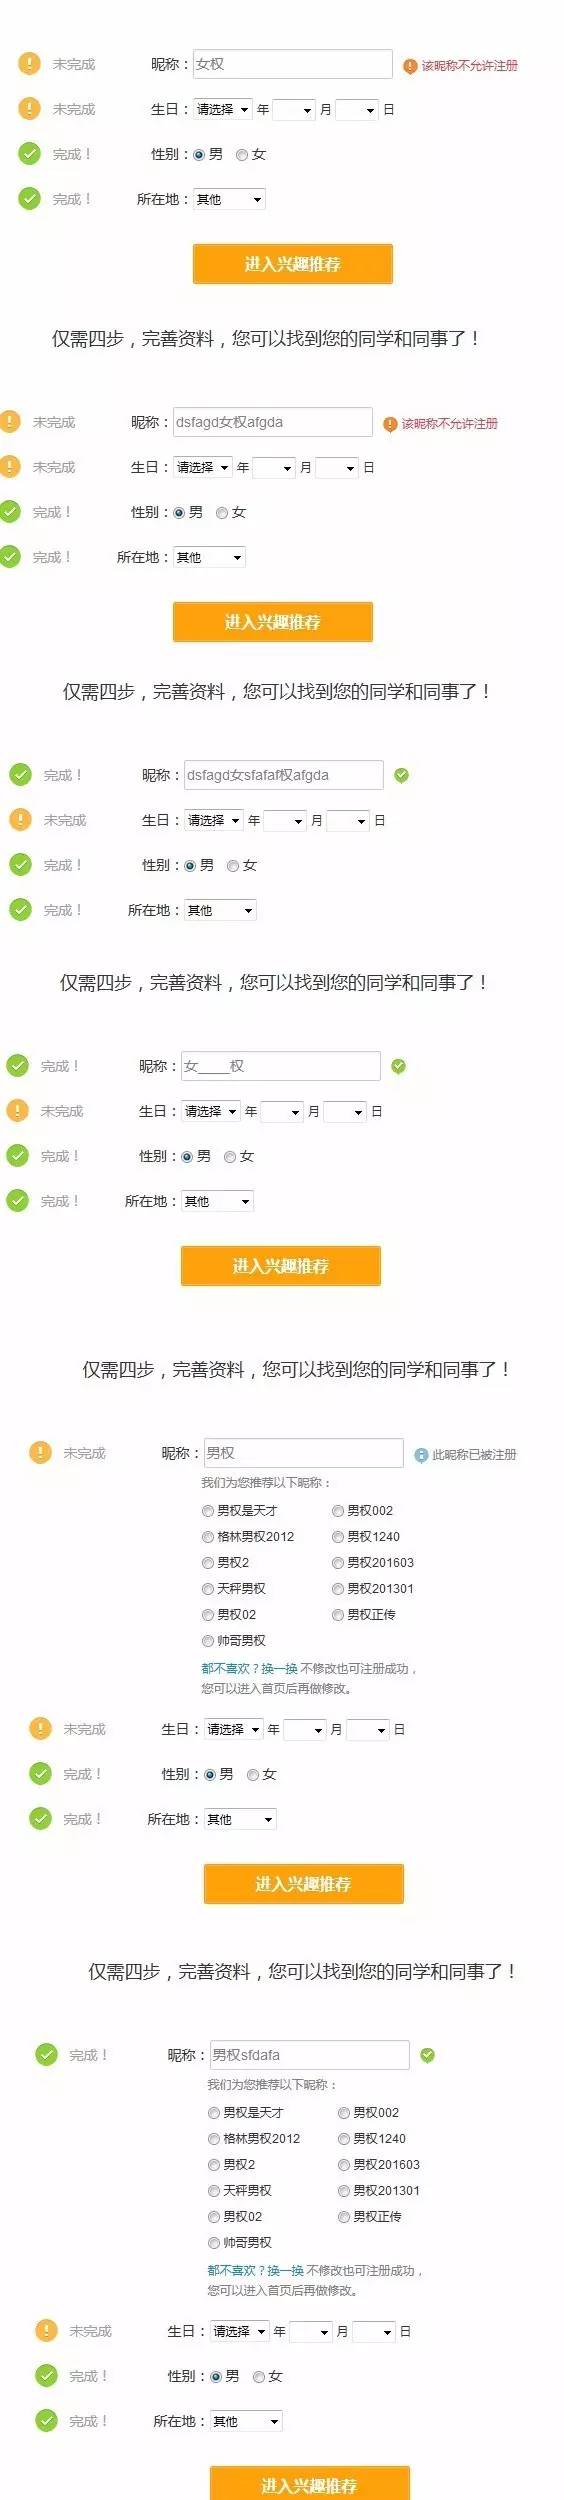 未完成 昵称： 女权 该昵称不允许注册
未完成 生日： 请选择 年 月 日
完成！ 性别： 男 女
完成！ 所在地： 其他
进入兴趣推荐
仅需四步，完善资料，您可以找到您的同学和同事了！
未完成 昵称： dsfagd女权afgda 该昵称不允许注册
未完成 生日： 请选择 年 月 日
完成！ 性别： 男 女
完成！ 所在地： 其他
进入兴趣推荐
仅需四步，完善资料，您可以找到您的同学和同事了！
完成！ 昵称： dsfagd女sfafaf权afgda
未完成 生日： 请选择 年 月 日
完成！ 性别： 男 女
完成！ 所在地： 其他
仅需四步，完善资料，您可以找到您的同学和同事了！
完成！ 昵称： 女____权
未完成 生日： 请选择 年 月 日
完成！ 性别： 男 女
完成！ 所在地： 其他
进入兴趣推荐
仅需四步，完善资料，您可以找到您的同学和同事了！
未完成 昵称： 男权 此昵称已被注册
我们为您推荐以下昵称：
男权是天才 男权002
格林男权2012 男权1240
男权2 男权201603
天秤男权 男权201301
男权02 男权正传
帅哥男权
都不喜欢？换一换 不修改也可注册成功，
您可以进入首页后再做修改。
未完成 生日： 请选择 年 月 日
完成！ 性别： 男 女
完成！ 所在地： 其他
进入兴趣推荐
仅需四步，完善资料，您可以找到您的同学和同事了！
完成！ 昵称： 男权sfdafa
我们为您推荐以下昵称：
男权是天才 男权002
格林男权2012 男权1240
男权2 男权201603
天秤男权 男权201301
男权02 男权正传
帅哥男权
都不喜欢？换一换 不修改也可注册成功，
您可以进入首页后再做修改。
未完成 生日： 请选择 年 月 日
完成！ 性别： 男 女
完成！ 所在地： 其他
进入兴趣推荐